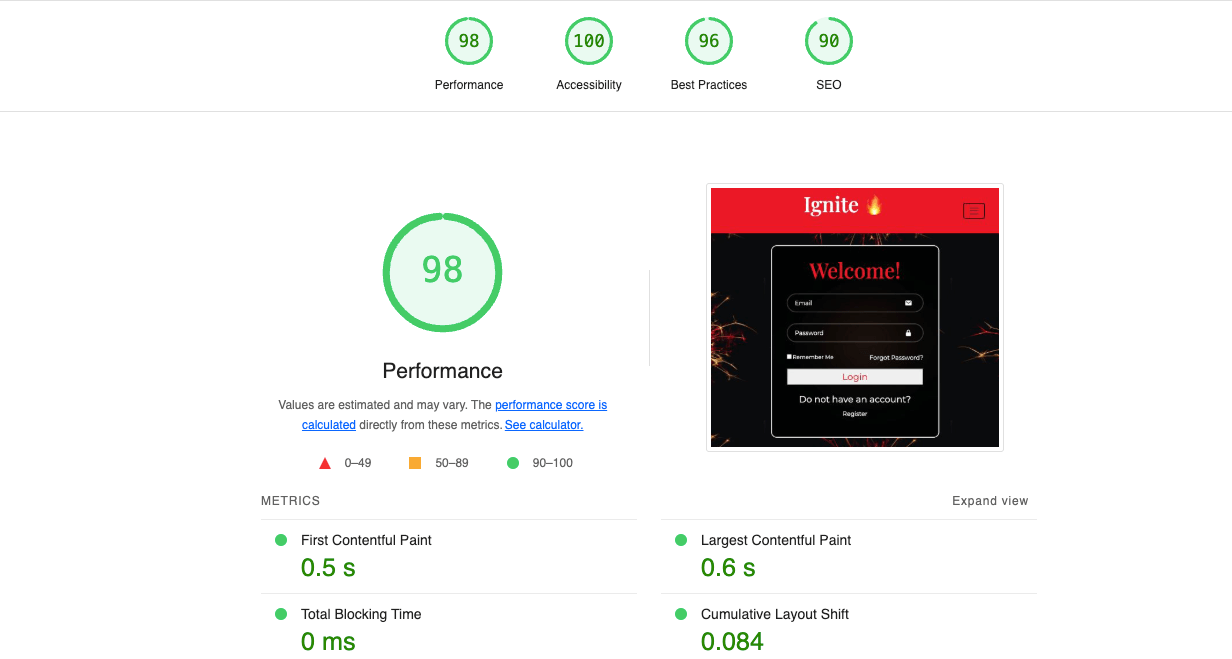 98
100
96
90
Performance
Accessibility
Best Practices
SEO
98
Performance
Values are estimated and may vary. The performance score is
calculated directly from these metrics. See calculator.
0–49
50–89
90–100
Ignite
Welcome!
Email
Password
Remember Me
Forgot Password?
Login
Do not have an account?
Register
METRICS
Expand view
First Contentful Paint
0.5 s
Largest Contentful Paint
0.6 s
Total Blocking Time
0 ms
Cumulative Layout Shift
0.084